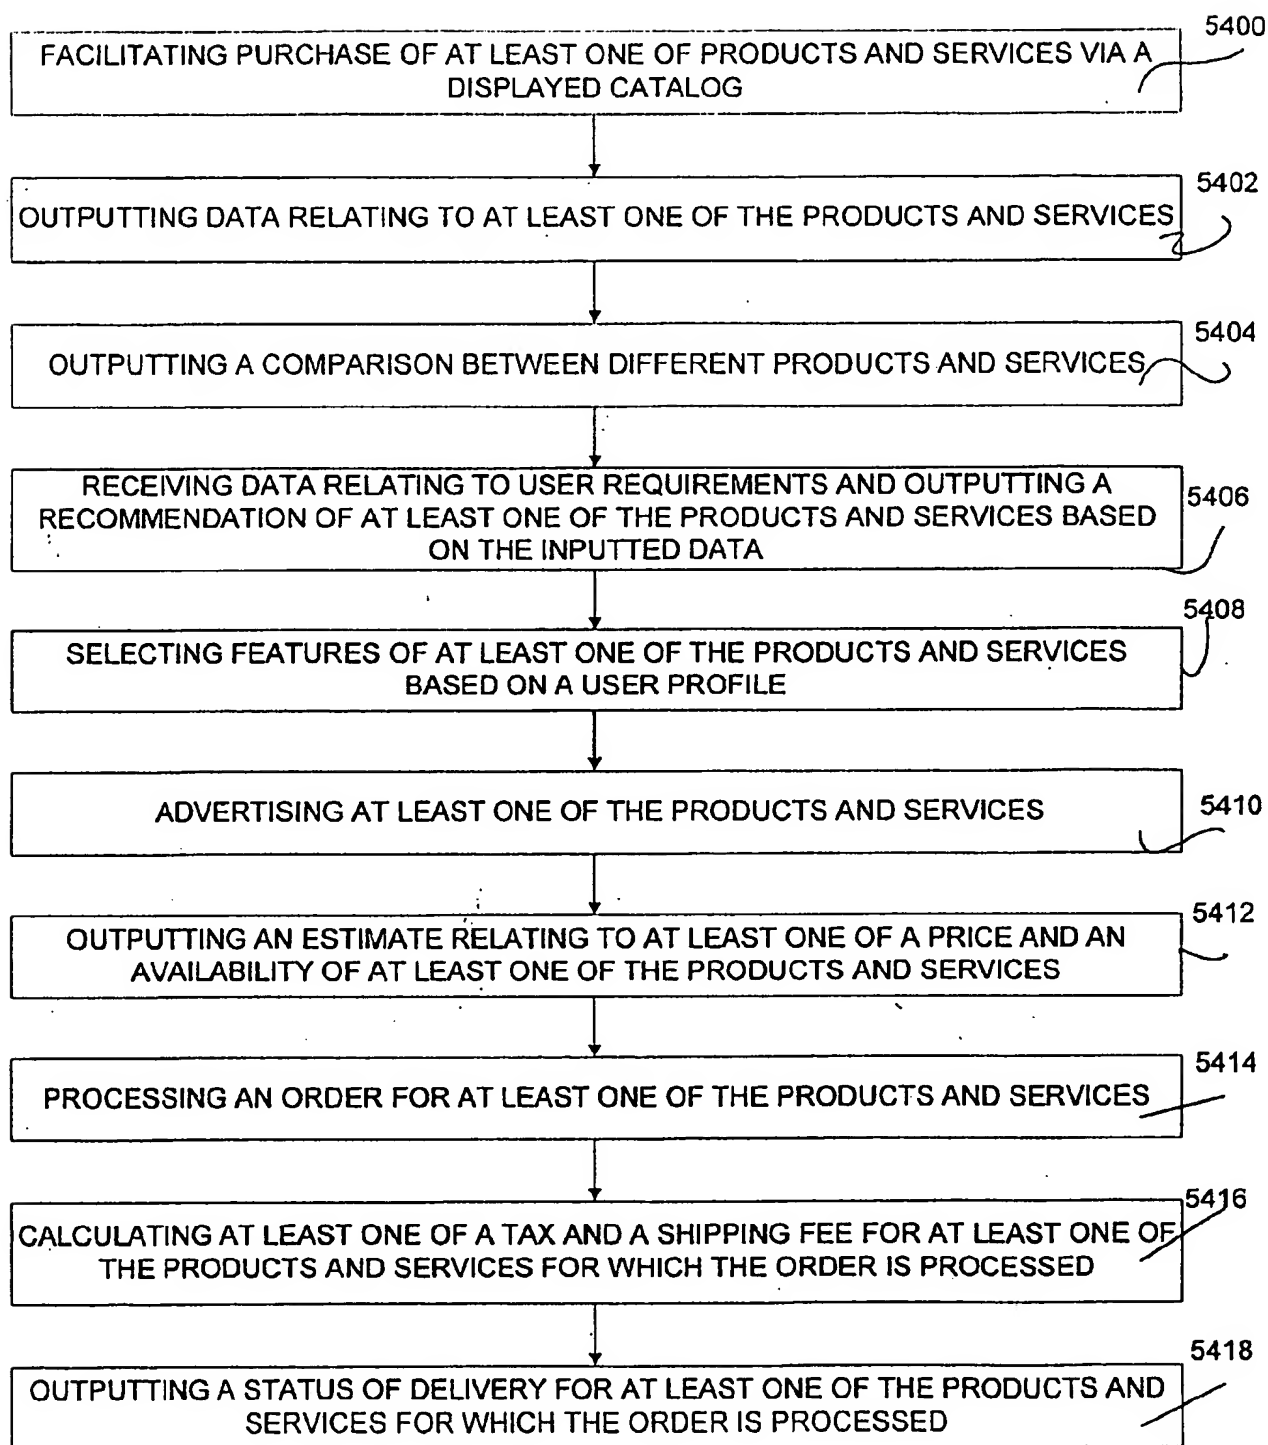 5400
FACILITATING PURCHASE OF AT LEAST ONE OF PRODUCTS AND SERVICES VIA A
DISPLAYED CATALOG
5402
OUTPUTTING DATA RELATING TO AT LEAST ONE OF THE PRODUCTS AND SERVICES
5404
OUTPUTTING A COMPARISON BETWEEN DIFFERENT PRODUCTS AND SERVICES
RECEIVING DATA RELATING TO USER REQUIREMENTS AND OUTPUTTING A
5406
RECOMMENDATION OF AT LEAST ONE OF THE PRODUCTS AND SERVICES BASED
ON THE INPUTTED DATA
5408
SELECTING FEATURES OF AT LEAST ONE OF THE PRODUCTS AND SERVICES
BASED ON A USER PROFILE
5410
ADVERTISING AT LEAST ONE OF THE PRODUCTS AND SERVICES
5412
OUTPUTTING AN ESTIMATE RELATING TO AT LEAST ONE OF A PRICE AND AN
AVAILABILITY OF AT LEAST ONE OF THE PRODUCTS AND SERVICES
5414
PROCESSING AN ORDER FOR AT LEAST ONE OF THE PRODUCTS AND SERVICES
5416
CALCULATING AT LEAST ONE OF A TAX AND A SHIPPING FEE FOR AT LEAST ONE OF
THE PRODUCTS AND SERVICES FOR WHICH THE ORDER IS PROCESSED
5418
OUTPUTTING A STATUS OF DELIVERY FOR AT LEAST ONE OF THE PRODUCTS AND
SERVICES FOR WHICH THE ORDER IS PROCESSED